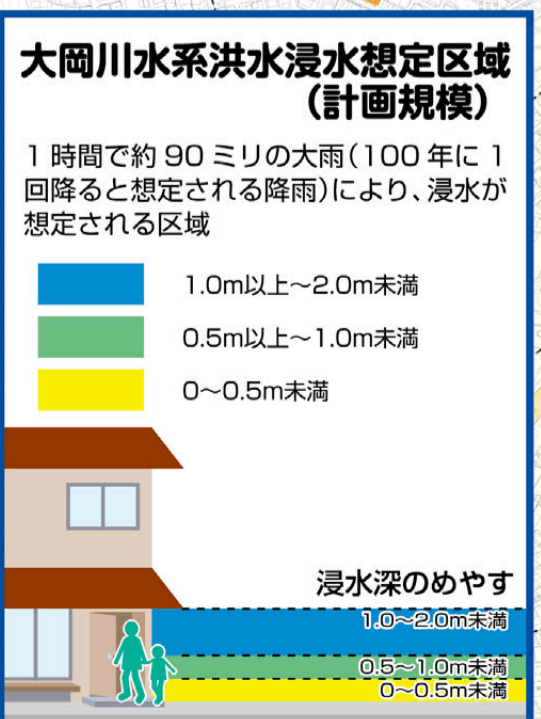 大岡川水系洪水浸水想定区域
(計画規模)
1時間で約90ミリの大雨(100年に1
回降ると想定される降雨)により、浸水が
想定される区域
1.0m以上～2.0m未満
0.5m以上～1.0m未満
0～0.5m未満
浸水深のめやす
1.0～2.0m未満
0.5～1.0m未満
0～0.5m未満